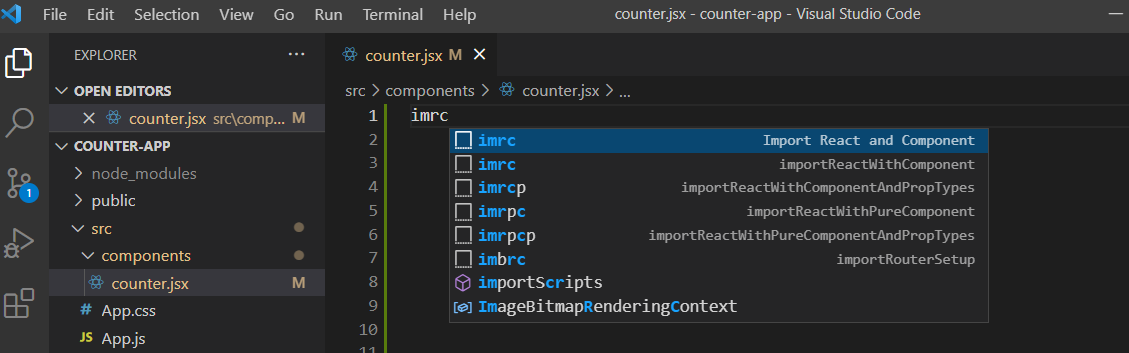 File Edit Selection View Go Run Terminal Help counter.jsx - counter-app - Visual Studio Code
EXPLORER
OPEN EDITORS
counter.jsx src\comp... M
COUNTER-APP
node_modules
public
src
components
counter.jsx M
# App.css
JS App.js
1
counter.jsx M
src > components > counter.jsx > ...
1 imrc
2 imrc Import React and Component
3 imrc importReactWithComponent
4 imrcp importReactWithComponentAndPropTypes
5 imrpc importReactWithPureComponent
6 imrpcp importReactWithPureComponentAndPropTypes
7 imbrc importRouterSetup
8 importScripts
9 ImageBitmapRenderingContext
10
11